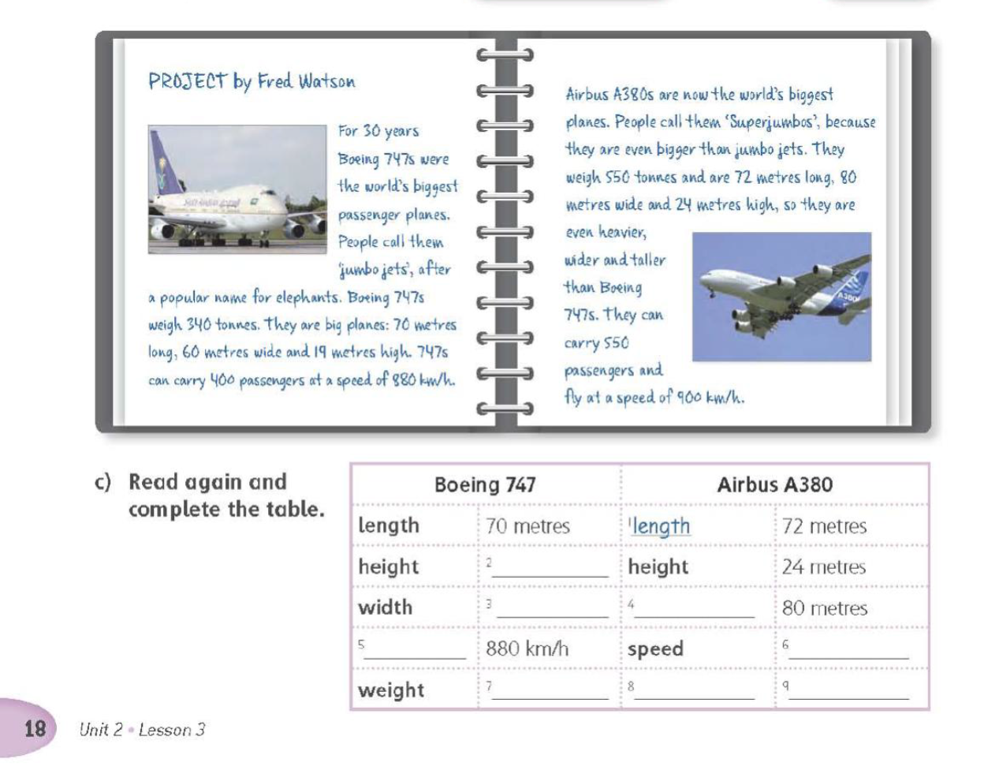 PROJECT by Fred Watson
For 30 years
Boeing 747s were
the world's biggest
passenger planes.
People call them
'jumbo jets', after
a popular name for elephants. Boeing 747s
weigh 340 tonnes. They are big planes: 70 metres
long, 60 metres wide and 19 metres high. 747s
can carry 400 passengers at a speed of 880 km/h.
Airbus A380s are now the world's biggest
planes. People call them 'Superjumbos', because
they are even bigger than jumbo jets. They
weigh 550 tonnes and are 72 metres long, 80
metres wide and 24 metres high, so they are
even heavier,
wider and taller
than Boeing
747s. They can
carry 550
passengers and
fly at a speed of 900 km/h.
A380
c) Read again and
complete the table.
Boeing 747 Airbus A380
length 70 metres 1 length 72 metres
height 2 height 24 metres
width 3 4 80 metres
5 880 km/h speed 6
weight 7 8 9
18 Unit 2 • Lesson 3